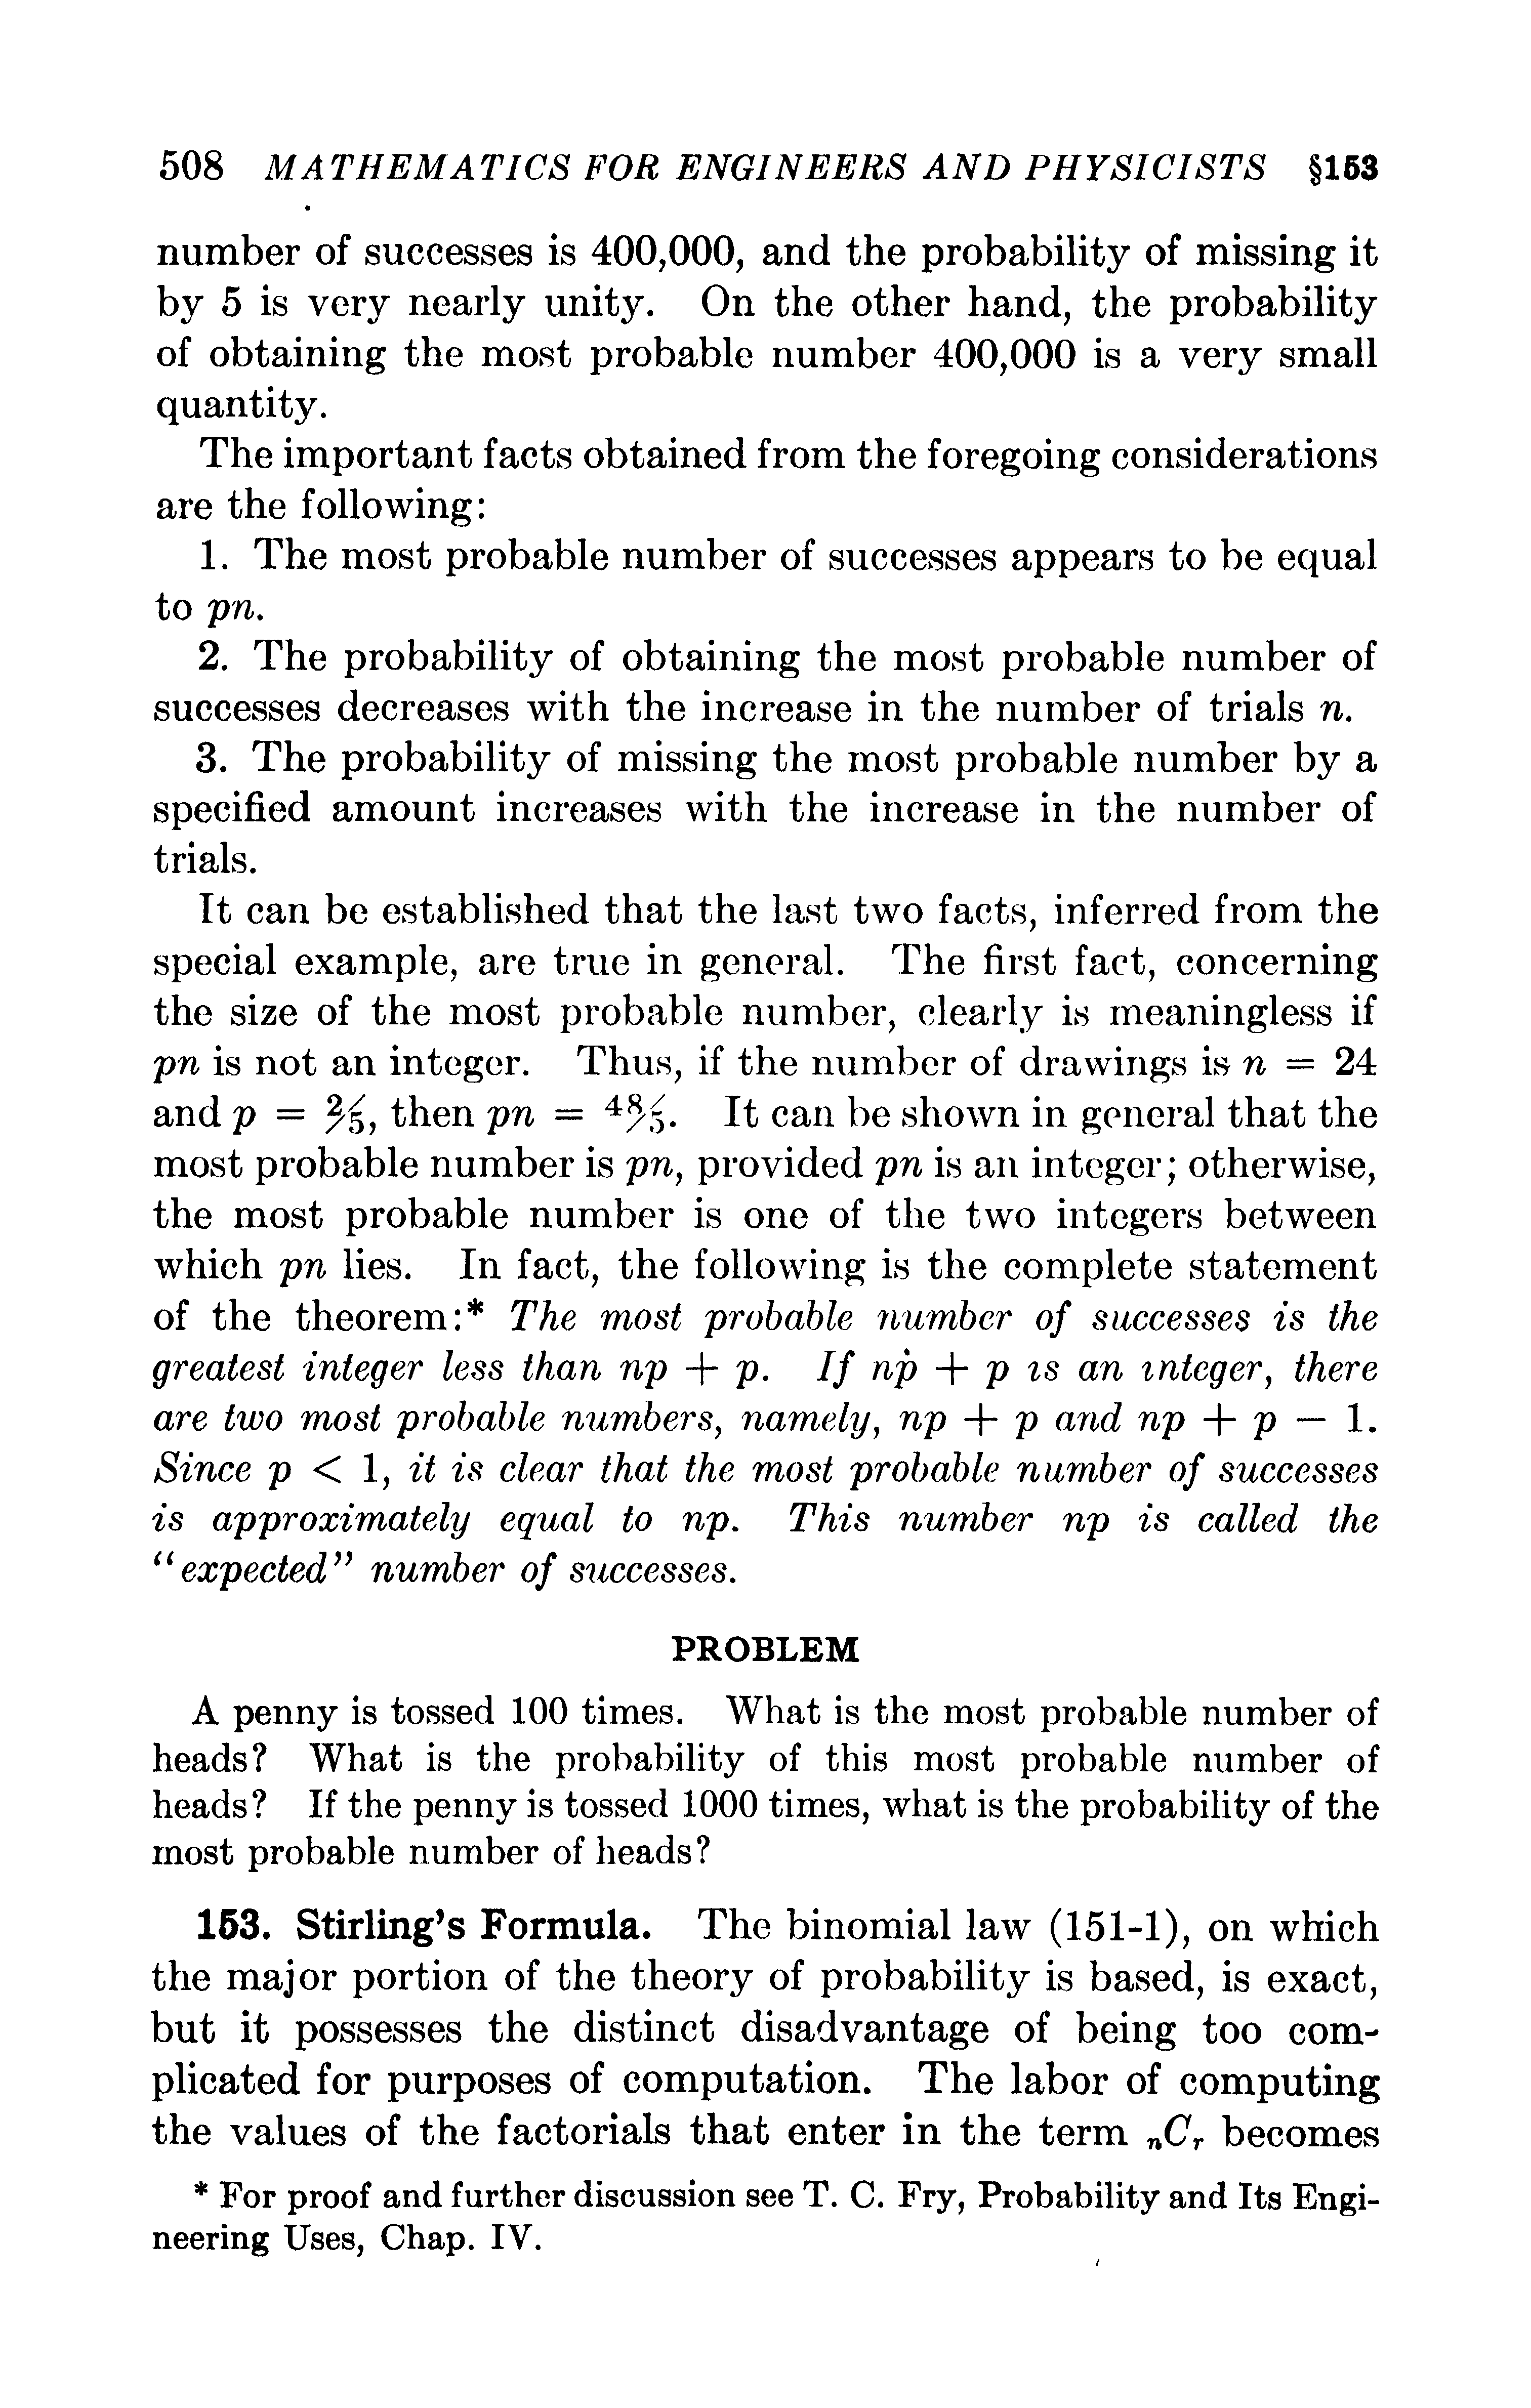 508 MATHEMATICS FOR ENGINEERS AND PHYSICISTS §153
number of successes is 400,000, and the probability of missing it
by 5 is very nearly unity. On the other hand, the probability
of obtaining the most probable number 400,000 is a very small
quantity.
The important facts obtained from the foregoing considerations
are the following:
1. The most probable number of successes appears to be equal
to pn.
2. The probability of obtaining the most probable number of
successes decreases with the increase in the number of trials n.
3. The probability of missing the most probable number by a
specified amount increases with the increase in the number of
trials.
It can be established that the last two facts, inferred from the
special example, are true in general. The first fact, concerning
the size of the most probable number, clearly is meaningless if
pn is not an integer. Thus, if the number of drawings is n = 24
and p = 2/5, then pn = 48/5. It can be shown in general that the
most probable number is pn, provided pn is an integer; otherwise,
the most probable number is one of the two integers between
which pn lies. In fact, the following is the complete statement
of the theorem:* The most probable number of successes is the
greatest integer less than np + p. If np + p is an integer, there
are two most probable numbers, namely, np + p and np + p − 1.
Since p < 1, it is clear that the most probable number of successes
is approximately equal to np. This number np is called the
"expected" number of successes.
PROBLEM
A penny is tossed 100 times. What is the most probable number of
heads? What is the probability of this most probable number of
heads? If the penny is tossed 1000 times, what is the probability of the
most probable number of heads?
153. Stirling's Formula. The binomial law (151-1), on which
the major portion of the theory of probability is based, is exact,
but it possesses the distinct disadvantage of being too com-
plicated for purposes of computation. The labor of computing
the values of the factorials that enter in the term ₙCᵣ becomes
* For proof and further discussion see T. C. Fry, Probability and Its Engi-
neering Uses, Chap. IV.